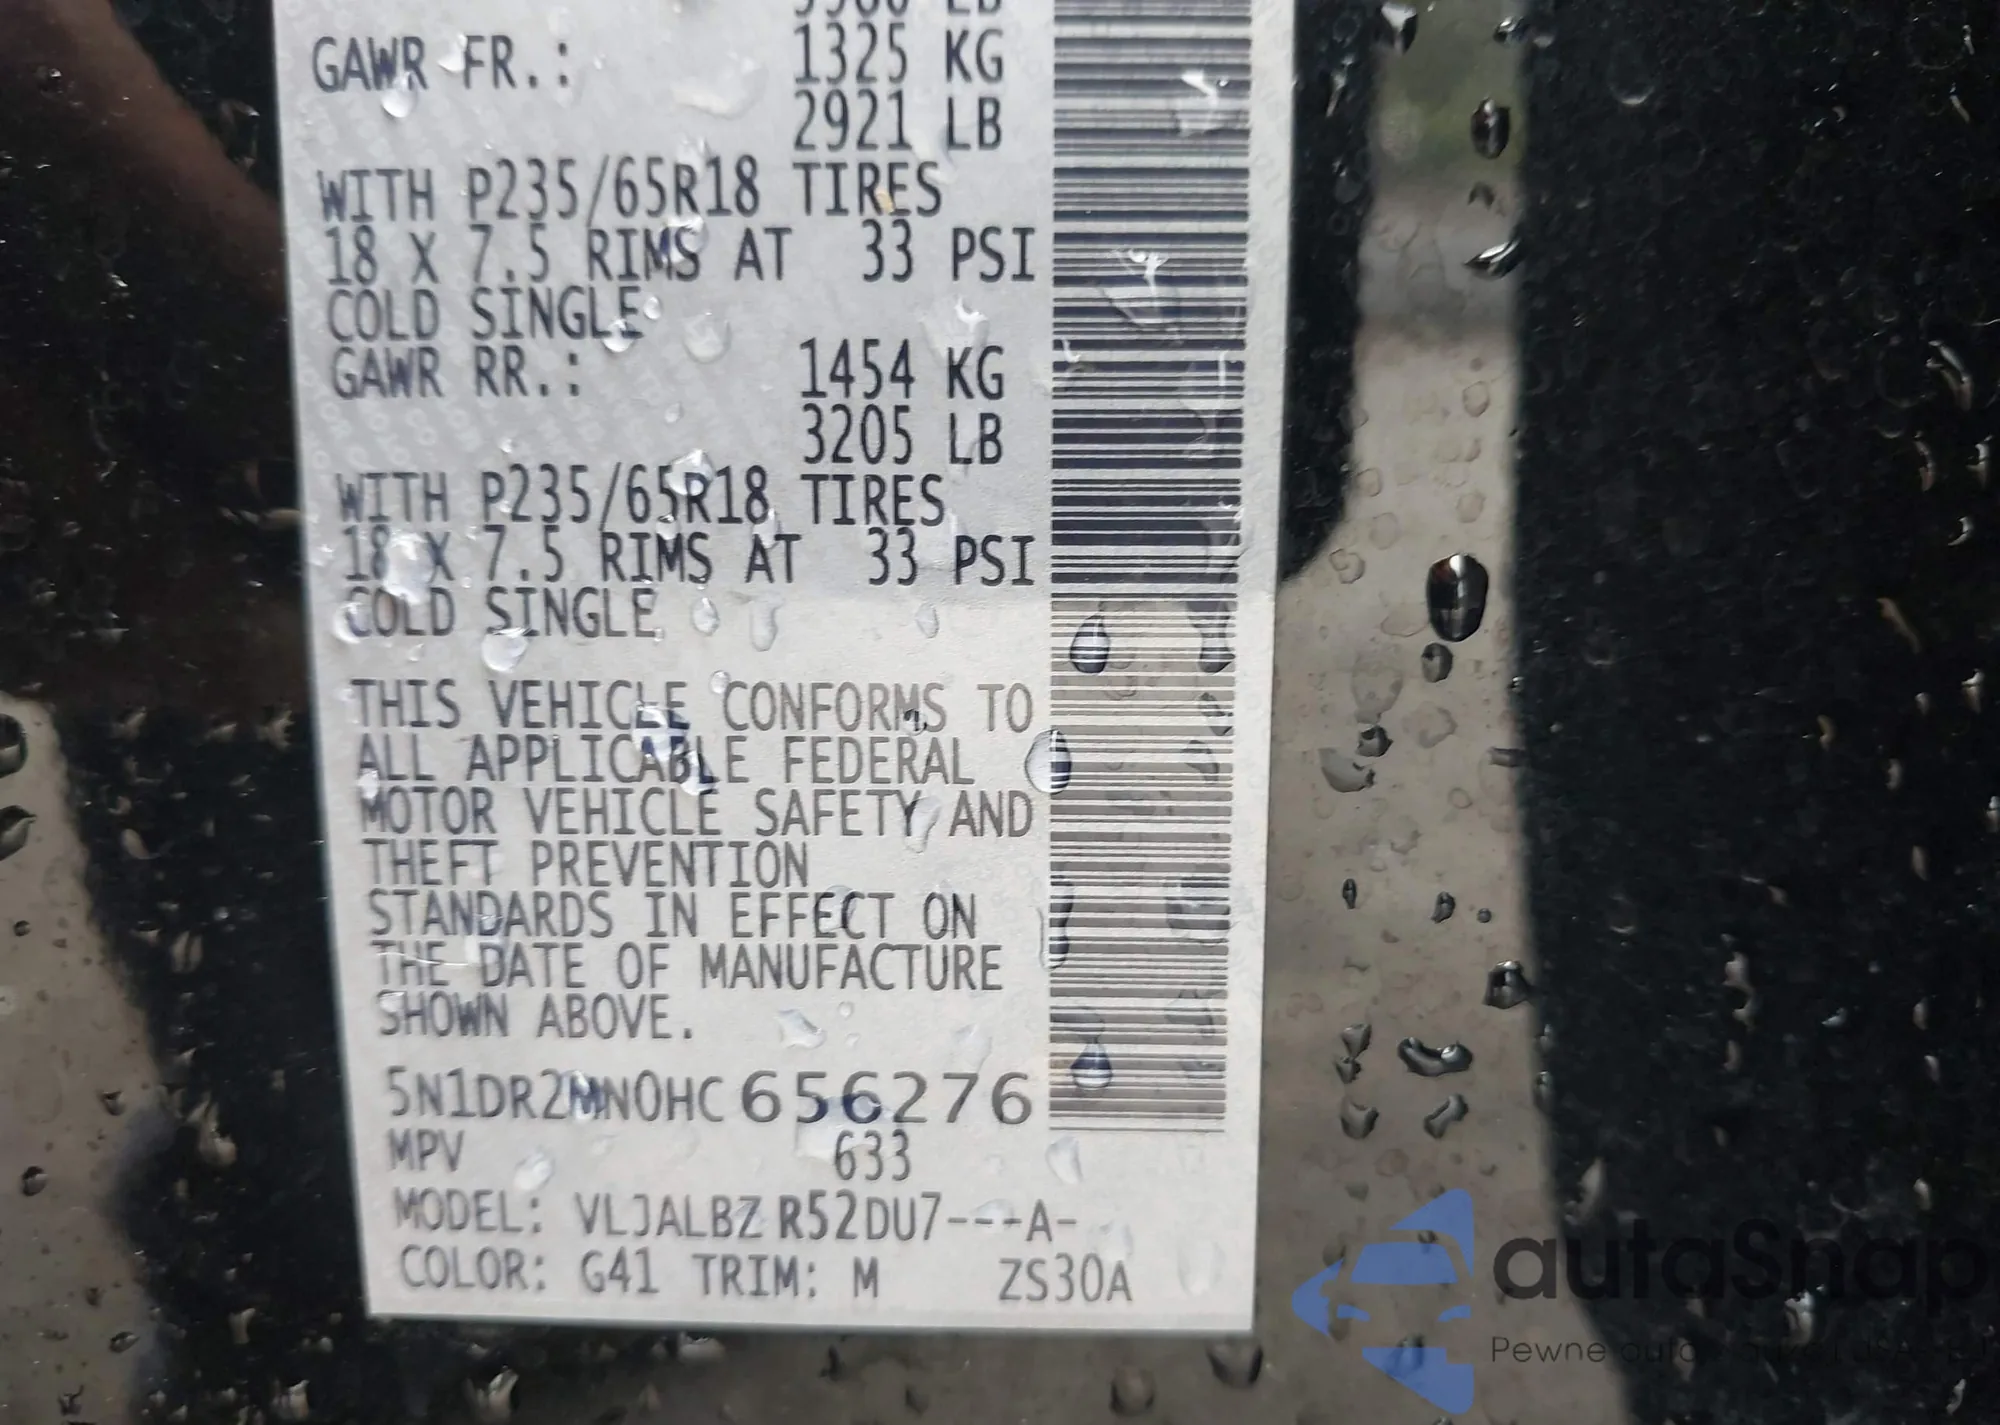 GAWR FR.: 1325 KG
2921 LB
WITH P235/65R18 TIRES
18 X 7.5 RIMS AT 33 PSI
COLD SINGLE
GAWR RR.: 1454 KG
3205 LB
WITH P235/65R18 TIRES
18 X 7.5 RIMS AT 33 PSI
COLD SINGLE
THIS VEHICLE CONFORMS TO
ALL APPLICABLE FEDERAL
MOTOR VEHICLE SAFETY AND
THEFT PREVENTION
STANDARDS IN EFFECT ON
THE DATE OF MANUFACTURE
SHOWN ABOVE.
5N1DR2MN0HC656276
MPV 633
MODEL: VLJALBZ R52DU7---A-
COLOR: G41 TRIM: M ZS30A
autaSnap
Pewne auta